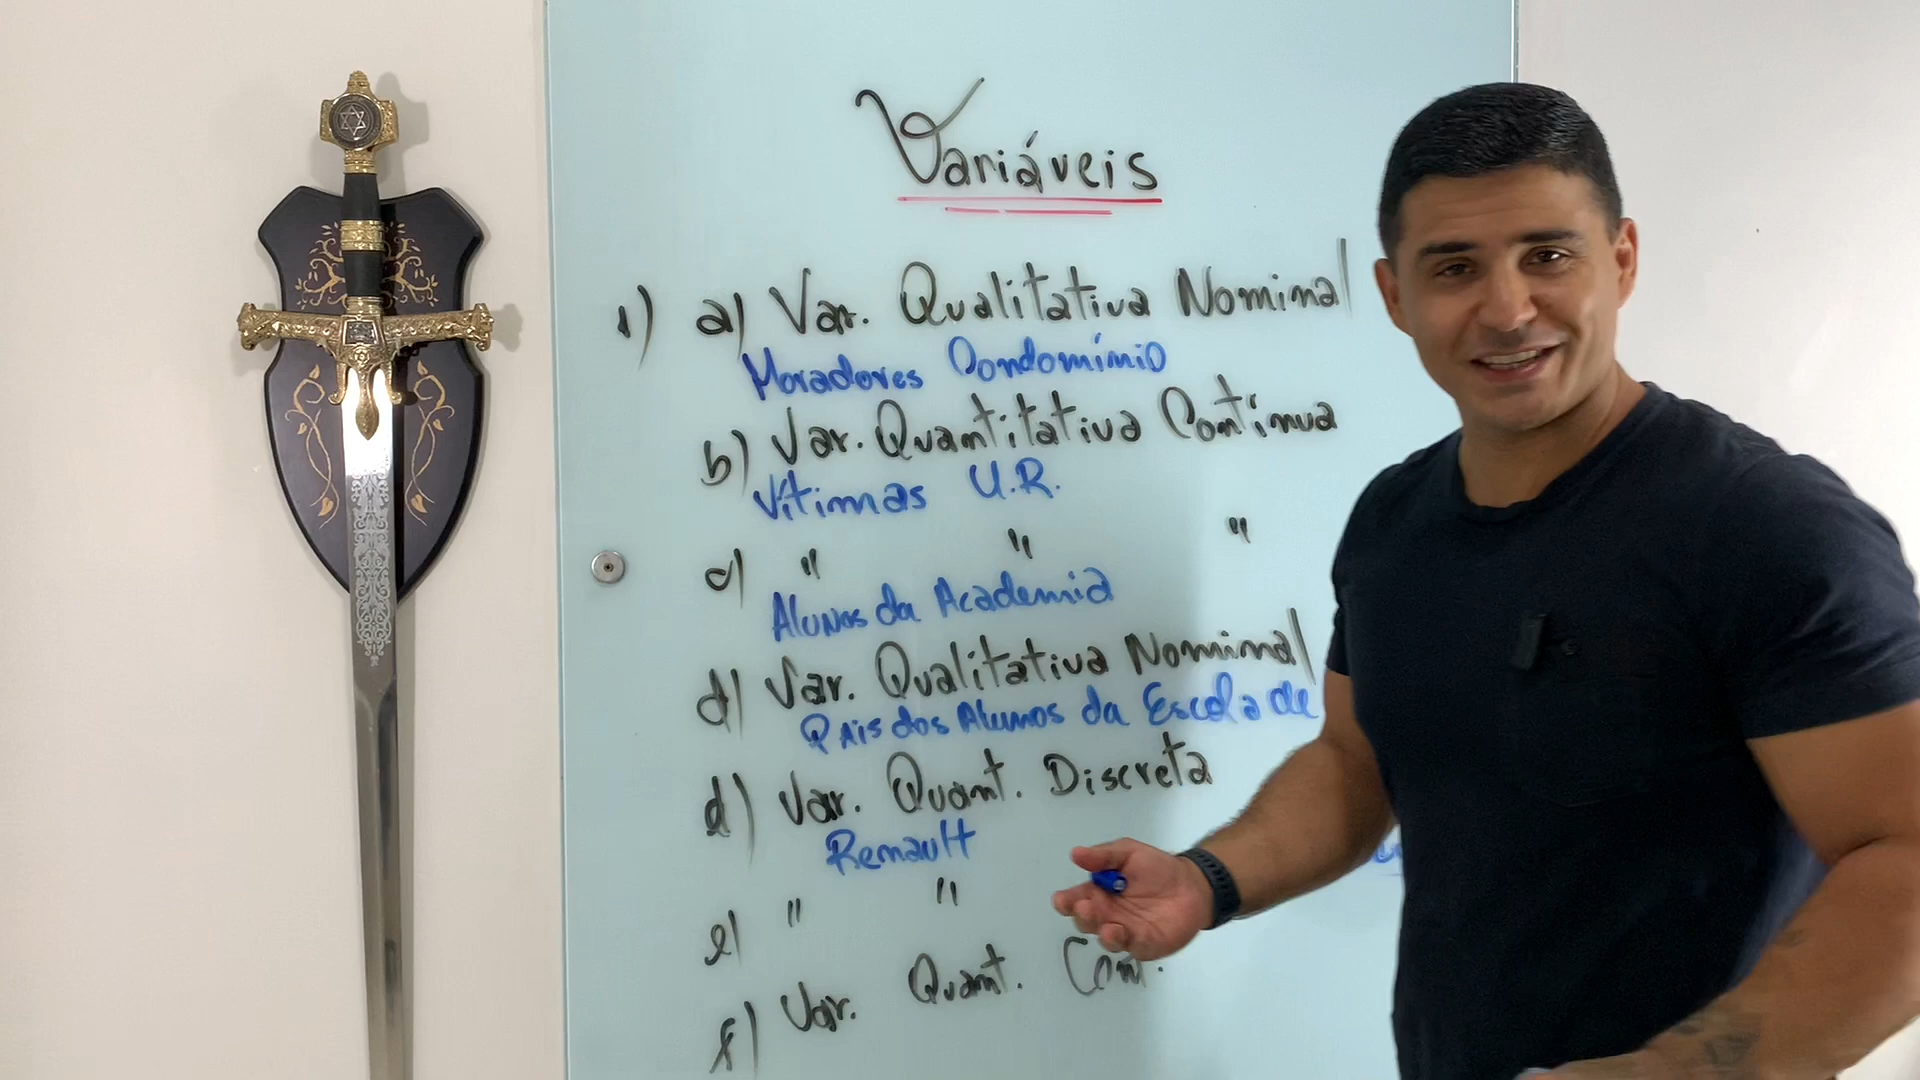 Variáveis
1) a) Var. Qualitativa Nominal
Moradores Condomínio
b) Var. Quantitativa Contínua
Vítimas U.R.
c) " " "
Alunos da Academia
d) Var. Qualitativa Nominal
Pais dos Alunos da Escola de
d) Var. Quant. Discreta
Renault
e) " "
f) Var. Quant. Cont.